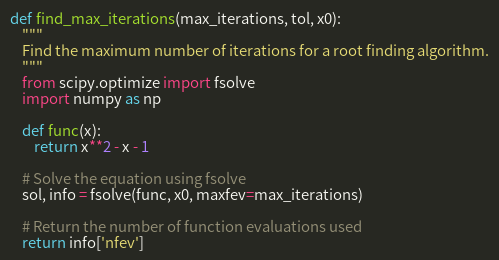 def find_max_iterations(max_iterations, tol, x0):
    """
    Find the maximum number of iterations for a root finding algorithm.
    """
    from scipy.optimize import fsolve
    import numpy as np

    def func(x):
        return x**2 - x - 1

    # Solve the equation using fsolve
    sol, info = fsolve(func, x0, maxfev=max_iterations)

    # Return the number of function evaluations used
    return info['nfev']